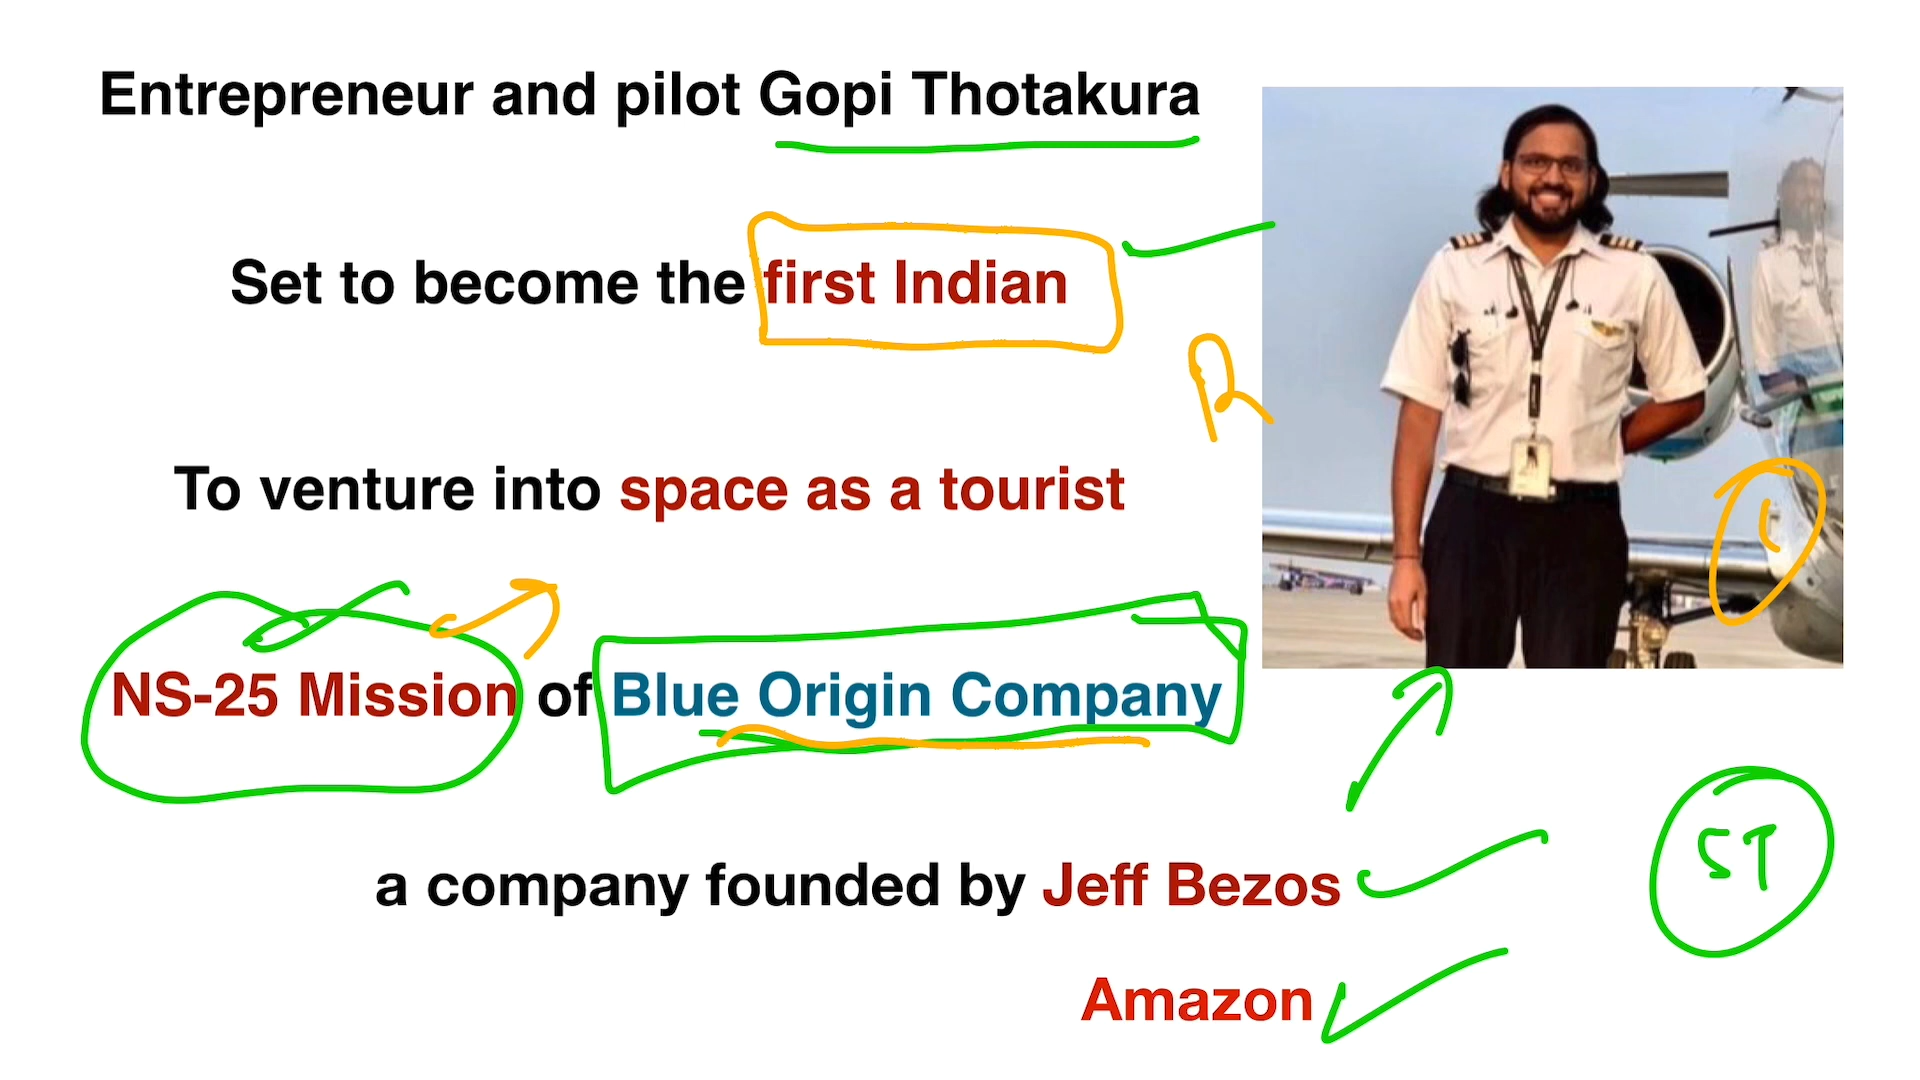 Entrepreneur and pilot Gopi Thotakura
Set to become the first Indian
R
To venture into space as a tourist
1
NS-25 Mission of Blue Origin Company
a company founded by Jeff Bezos
ST
Amazon